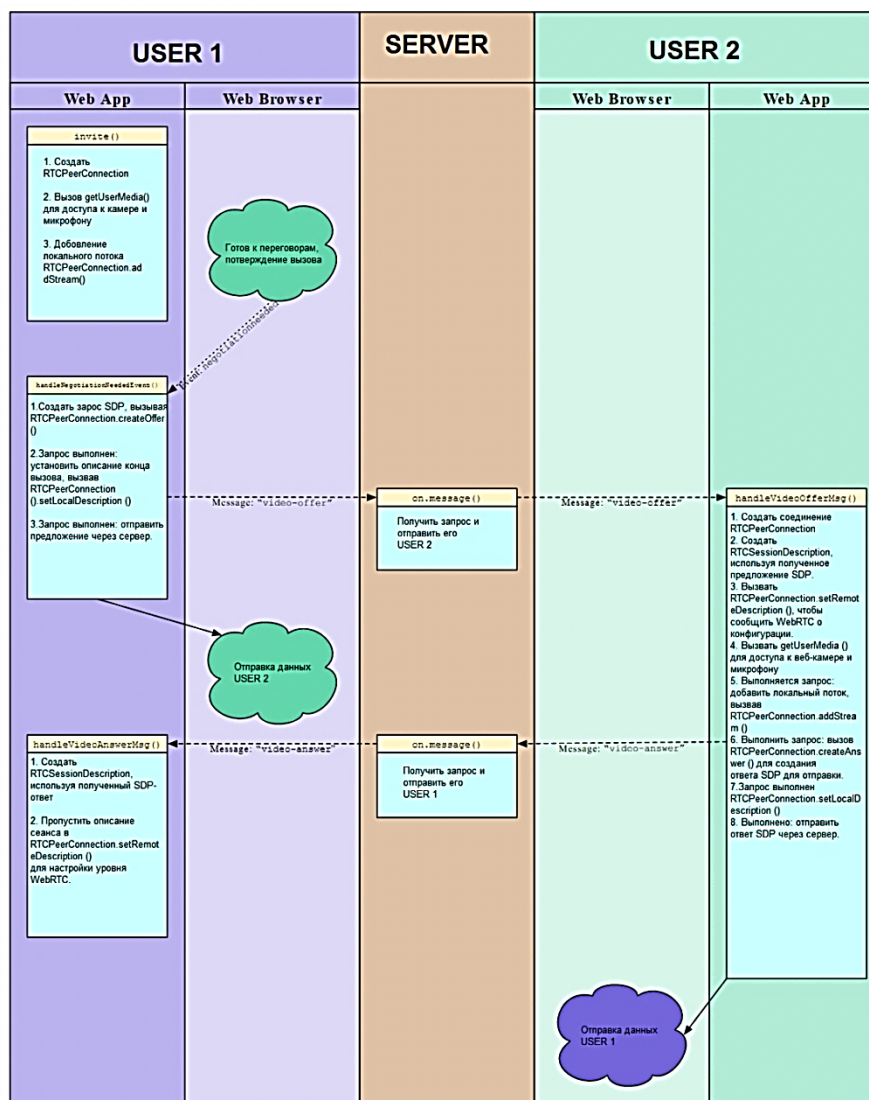 USER 1
SERVER
USER 2
Web App
Web Browser
Web Browser
Web App
invite()
1. Создать
RTCPeerConnection
2. Вызов getUserMedia()
для доступа к камере и
микрофону
3. Добовление
локального потока
RTCPeerConnection.ad
dStream()
Готов к переговорам,
потверждение вызова
Event: negotiationneeded
handleNegotiationNeededEvent()
1.Создать зарос SDP, вызывая
RTCPeerConnection.createOffer
()
2.Запрос выполнен:
установить описание конца
вызова, вызвав
RTCPeerConnection
().setLocalDescription ()
3.Запрос выполнен: отправить
предложение через сервер.
Message: "video-offer"
on.message()
Получить запрос и
отправить его
USER 2
Message: "video-offer"
handleVideoOfferMsg()
1. Создать соединение
RTCPeerConnection
2. Создать
RTCSessionDescription,
используя полученное
предложение SDP.
3. Вызвать
RTCPeerConnection.setRemot
eDescription (), чтобы
сообщить WebRTC о
конфигурации.
4. Вызвать getUserMedia ()
для доступа к веб-камере и
микрофону
5. Выполняется запрос:
добавить локальный поток,
вызвав
RTCPeerConnection.addStrea
m ()
6. Выполнить запрос: вызов
RTCPeerConnection.createAns
wer () для создания
ответа SDP для отправки.
7.Запрос выполнен
RTCPeerConnection.setLocalD
escription ()
8. Выполнено: отправить
ответ SDP через сервер.
Отправка данных
USER 2
handleVideoAnswerMsg()
1. Создать
RTCSessionDescription,
используя полученный SDP-
ответ
2. Пропустить описание
сеанса в
RTCPeerConnection.setRemot
eDescription ()
для настройки уровня
WebRTC.
Message: "video-answer"
on.message()
Получить запрос и
отправить его
USER 1
Message: "video-answer"
Отправка данных
USER 1